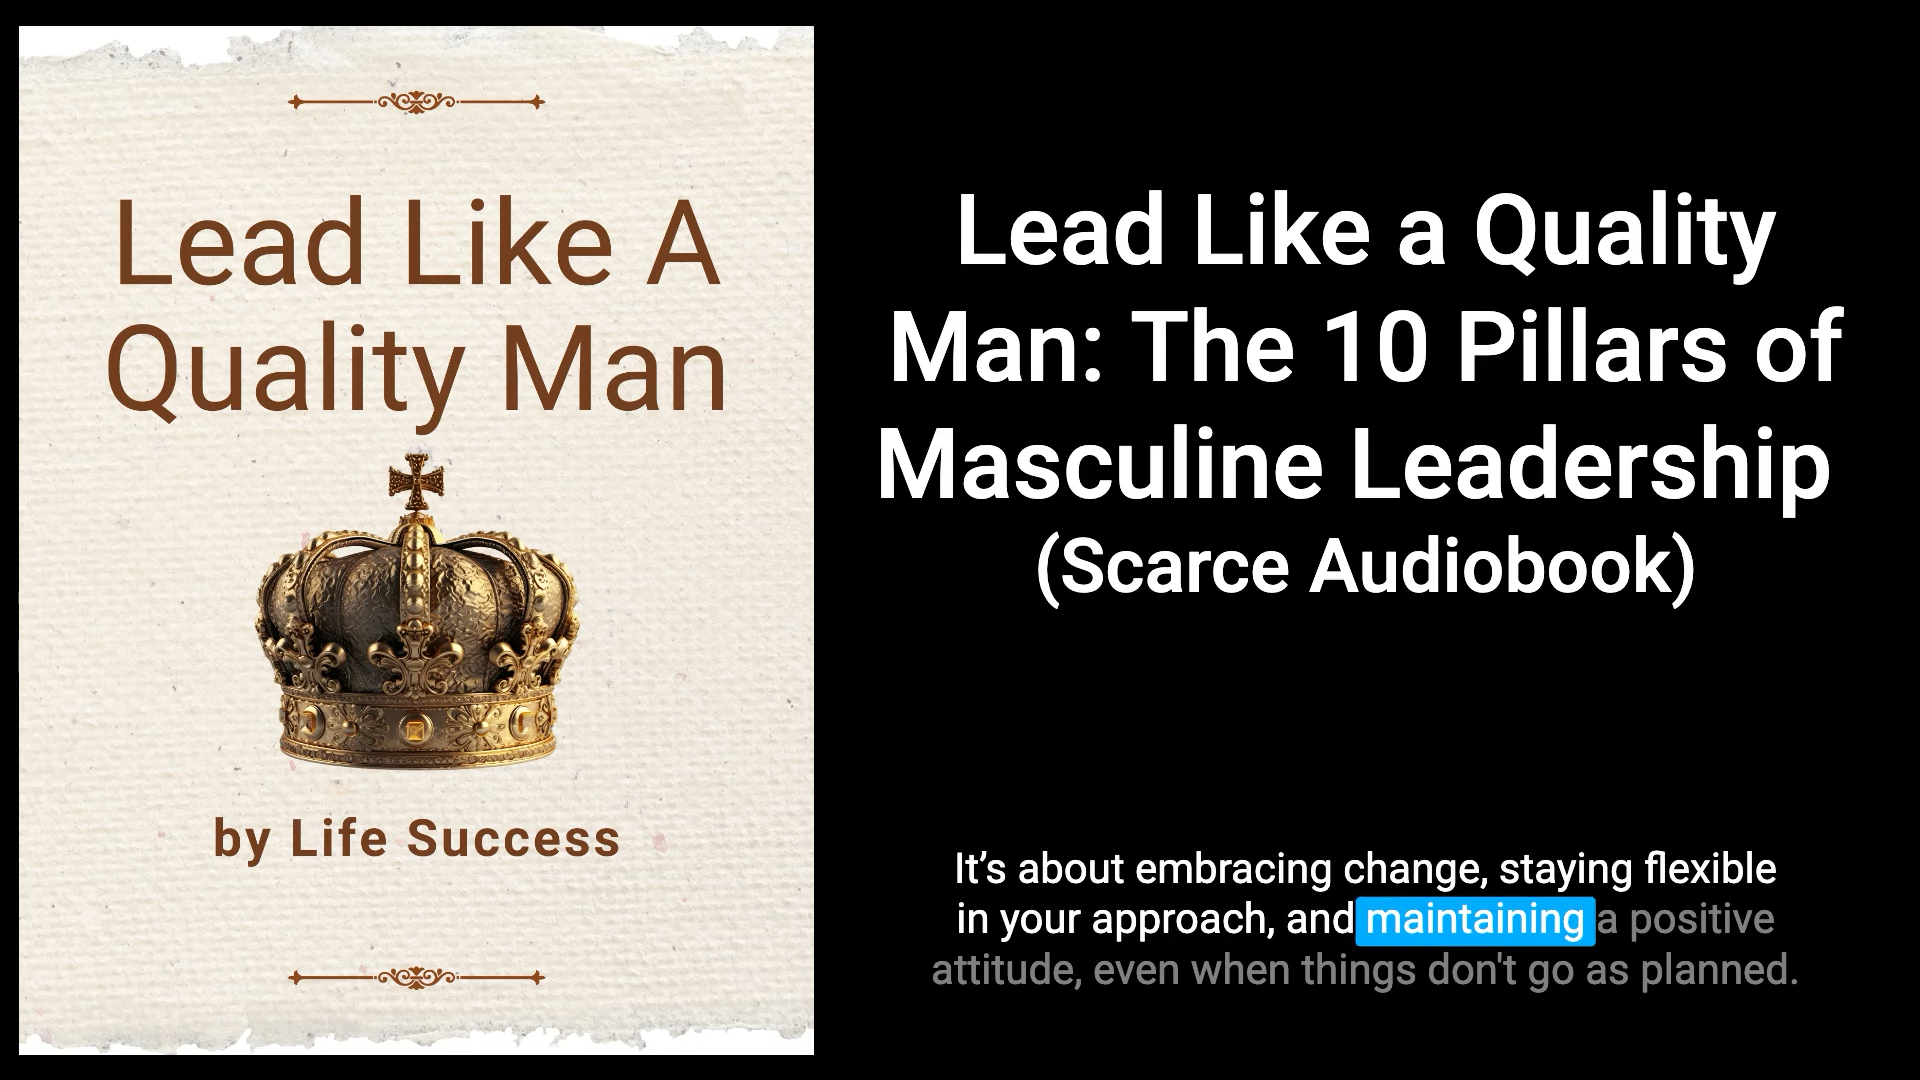 Lead Like A
Quality Man
by Life Success
Lead Like a Quality
Man: The 10 Pillars of
Masculine Leadership
(Scarce Audiobook)
It’s about embracing change, staying flexible
in your approach, and maintaining a positive
attitude, even when things don't go as planned.